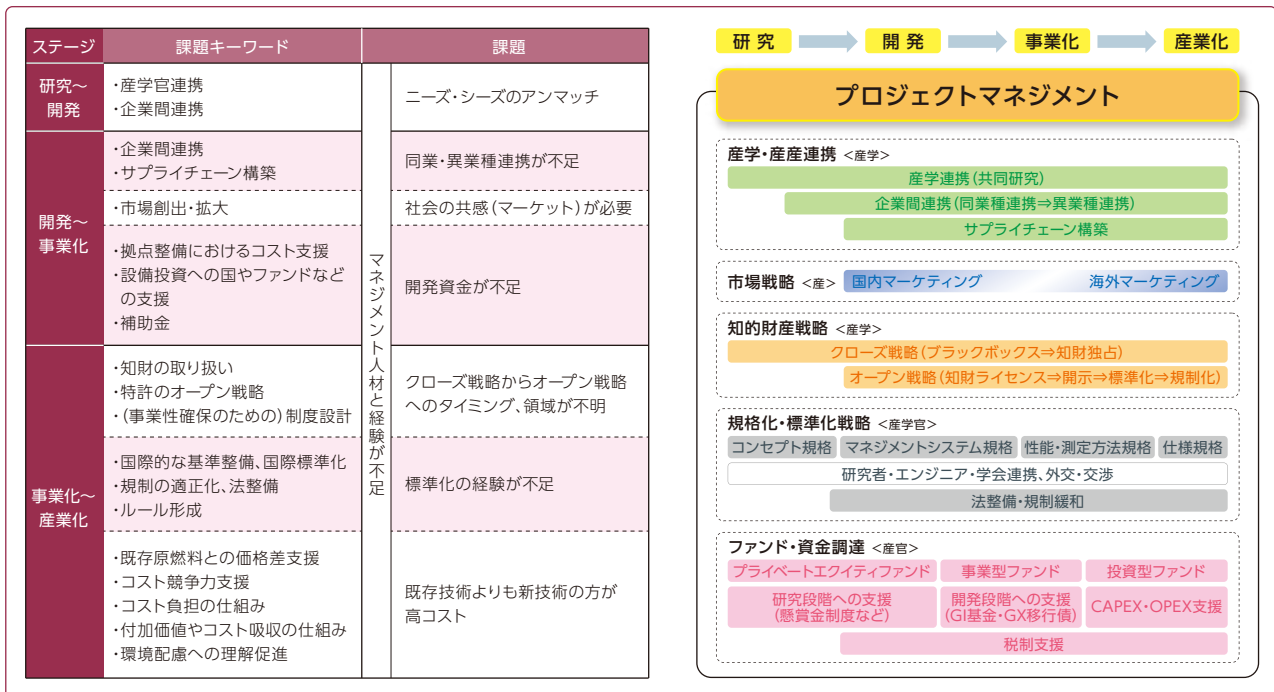 ステージ 課題キーワード 課題
研究～
開発
・産学官連携
・企業間連携
ニーズ・シーズのアンマッチ
開発～
事業化
・企業間連携
・サプライチェーン構築
同業・異業種連携が不足
・市場創出・拡大
社会の共感(マーケット)が必要
・拠点整備におけるコスト支援
・設備投資への国やファンドなど
の支援
・補助金
開発資金が不足
事業化～
産業化
・知財の取り扱い
・特許のオープン戦略
・(事業性確保のための)制度設計
クローズ戦略からオープン戦略
へのタイミング、領域が不明
・国際的な基準整備、国際標準化
・規制の適正化、法整備
・ルール形成
標準化の経験が不足
・既存原燃料との価格差支援
・コスト競争力支援
・コスト負担の仕組み
・付加価値やコスト吸収の仕組み
・環境配慮への理解促進
既存技術よりも新技術の方が
高コスト
マネジメント人材と経験が不足
研究 開発 事業化 産業化
プロジェクトマネジメント
産学・産産連携 <産学>
産学連携(共同研究)
企業間連携(同業種連携⇒異業種連携)
サプライチェーン構築
市場戦略 <産> 国内マーケティング 海外マーケティング
知的財産戦略 <産学>
クローズ戦略(ブラックボックス⇒知財独占)
オープン戦略(知財ライセンス⇒開示⇒標準化⇒規制化)
規格化・標準化戦略 <産学官>
コンセプト規格 マネジメントシステム規格 性能・測定方法規格 仕様規格
研究者・エンジニア・学会連携、外交・交渉
法整備・規制緩和
ファンド・資金調達 <産官>
プライベートエクイティファンド 事業型ファンド 投資型ファンド
研究段階への支援
(懸賞金制度など)
開発段階への支援
(GI基金・GX移行債)
CAPEX・OPEX支援
税制支援